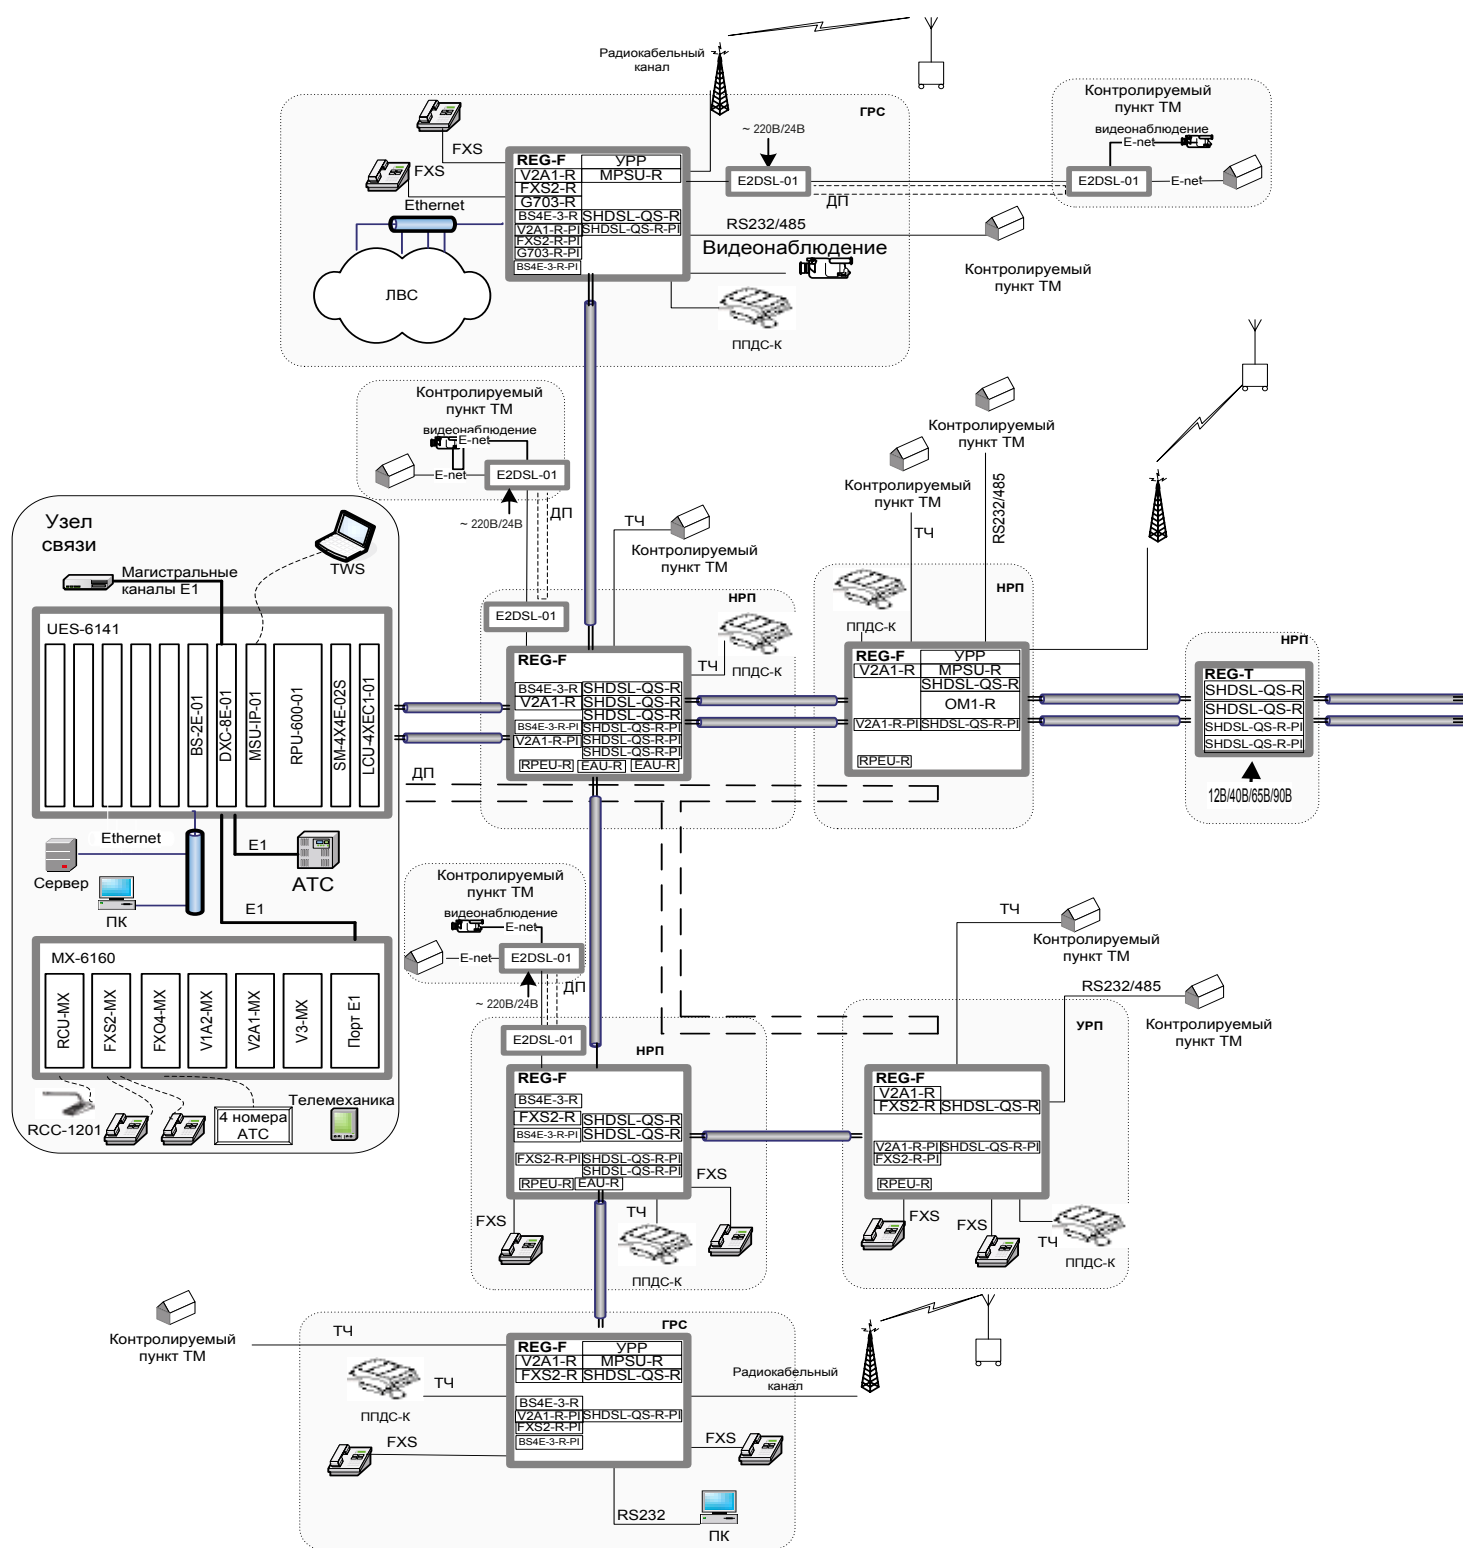 Радиокабельный
канал
ГРС
FXS
FXS
Ethernet
ЛВС
REG-F
УРР
V2A1-R
MPSU-R
FXS2-R
G703-R
BS4E-3-R
SHDSL-QS-R
V2A1-R-PI
SHDSL-QS-R-PI
FXS2-R-PI
G703-R-PI
BS4E-3-R-PI
~ 220В/24В
E2DSL-01
ДП
RS232/485
Видеонаблюдение
ППДС-К
Контролируемый
пункт ТМ
видеонаблюдение
E-net
E2DSL-01
E-net
Контролируемый
пункт ТМ
Контролируемый
пункт ТМ
видеонаблюдение
E-net
E-net
E2DSL-01
~ 220В/24В
ДП
ТЧ
Контролируемый
пункт ТМ
Контролируемый
пункт ТМ
Контролируемый
пункт ТМ
ТЧ
RS232/485
Узел
связи
TWS
Магистральные
каналы Е1
UES-6141
BS-2E-01
DXC-8E-01
MSU-IP-01
RPU-600-01
SM-4X4E-02S
LCU-4XEC1-01
Ethernet
Сервер
ПК
E1
АТС
E1
MX-6160
RCU-MX
FXS2-MX
FXO4-MX
V1A2-MX
V2A1-MX
V3-MX
Порт Е1
RCC-1201
4 номера
АТС
Телемеханика
НРП
E2DSL-01
ТЧ
ППДС-К
REG-F
BS4E-3-R
SHDSL-QS-R
V2A1-R
SHDSL-QS-R
SHDSL-QS-R
BS4E-3-R-PI
SHDSL-QS-R-PI
V2A1-R-PI
SHDSL-QS-R-PI
SHDSL-QS-R-PI
RPEU-R
EAU-R
EAU-R
ДП
НРП
ППДС-К
REG-F
УРР
V2A1-R
MPSU-R
SHDSL-QS-R
OM1-R
V2A1-R-PI
SHDSL-QS-R-PI
RPEU-R
НРП
REG-T
SHDSL-QS-R
SHDSL-QS-R
SHDSL-QS-R-PI
SHDSL-QS-R-PI
12В/40В/65В/90В
Контролируемый
пункт ТМ
видеонаблюдение
E-net
E-net
E2DSL-01
~ 220В/24В
ДП
E2DSL-01
НРП
REG-F
BS4E-3-R
FXS2-R
SHDSL-QS-R
BS4E-3-R-PI
SHDSL-QS-R
FXS2-R-PI
SHDSL-QS-R-PI
SHDSL-QS-R-PI
RPEU-R
EAU-R
FXS
FXS
ТЧ
ППДС-К
ТЧ
Контролируемый
пункт ТМ
RS232/485
Контролируемый
пункт ТМ
УРП
REG-F
V2A1-R
FXS2-R
SHDSL-QS-R
V2A1-R-PI
SHDSL-QS-R-PI
FXS2-R-PI
RPEU-R
FXS
FXS
ТЧ
ППДС-К
Контролируемый
пункт ТМ
ТЧ
ГРС
ТЧ
ППДС-К
FXS
REG-F
УРР
V2A1-R
MPSU-R
FXS2-R
SHDSL-QS-R
BS4E-3-R
V2A1-R-PI
SHDSL-QS-R-PI
FXS2-R-PI
BS4E-3-R-PI
Радиокабельный
канал
FXS
RS232
ПК